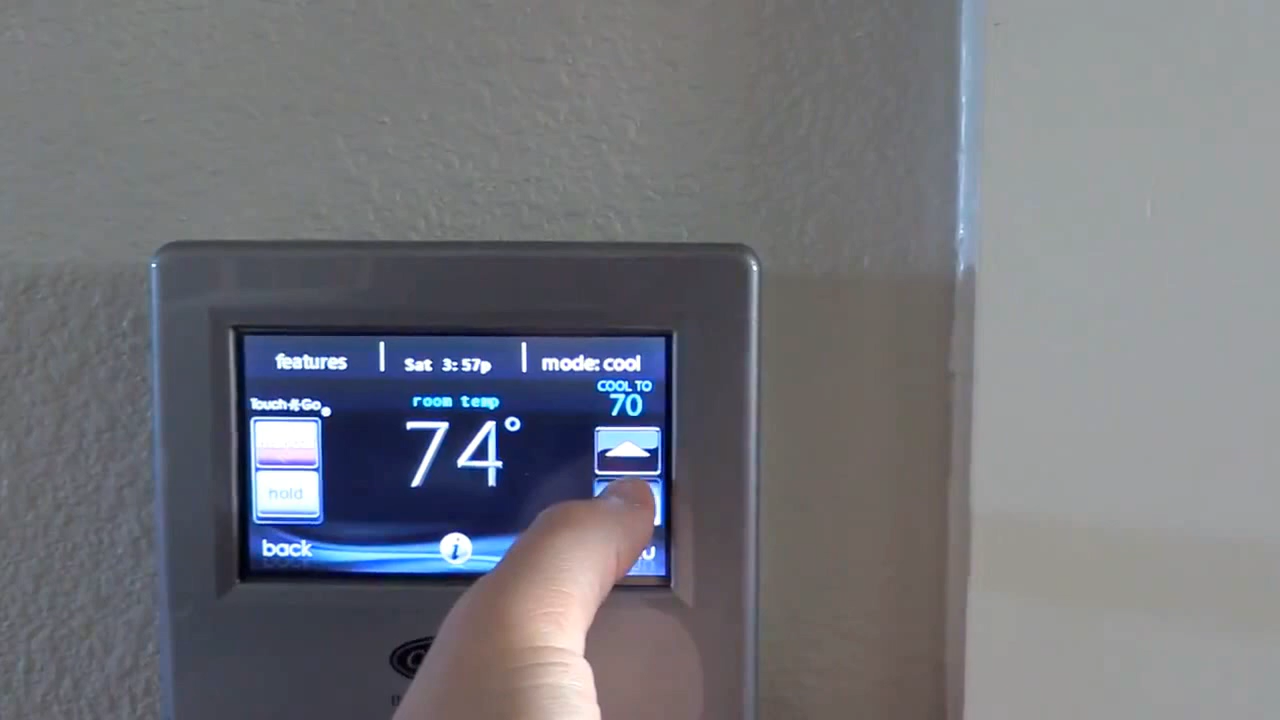 features
Sat 3:57p
mode: cool
COOL TO
70
Touch-N-Go®
room temp
74°
hold
back
i